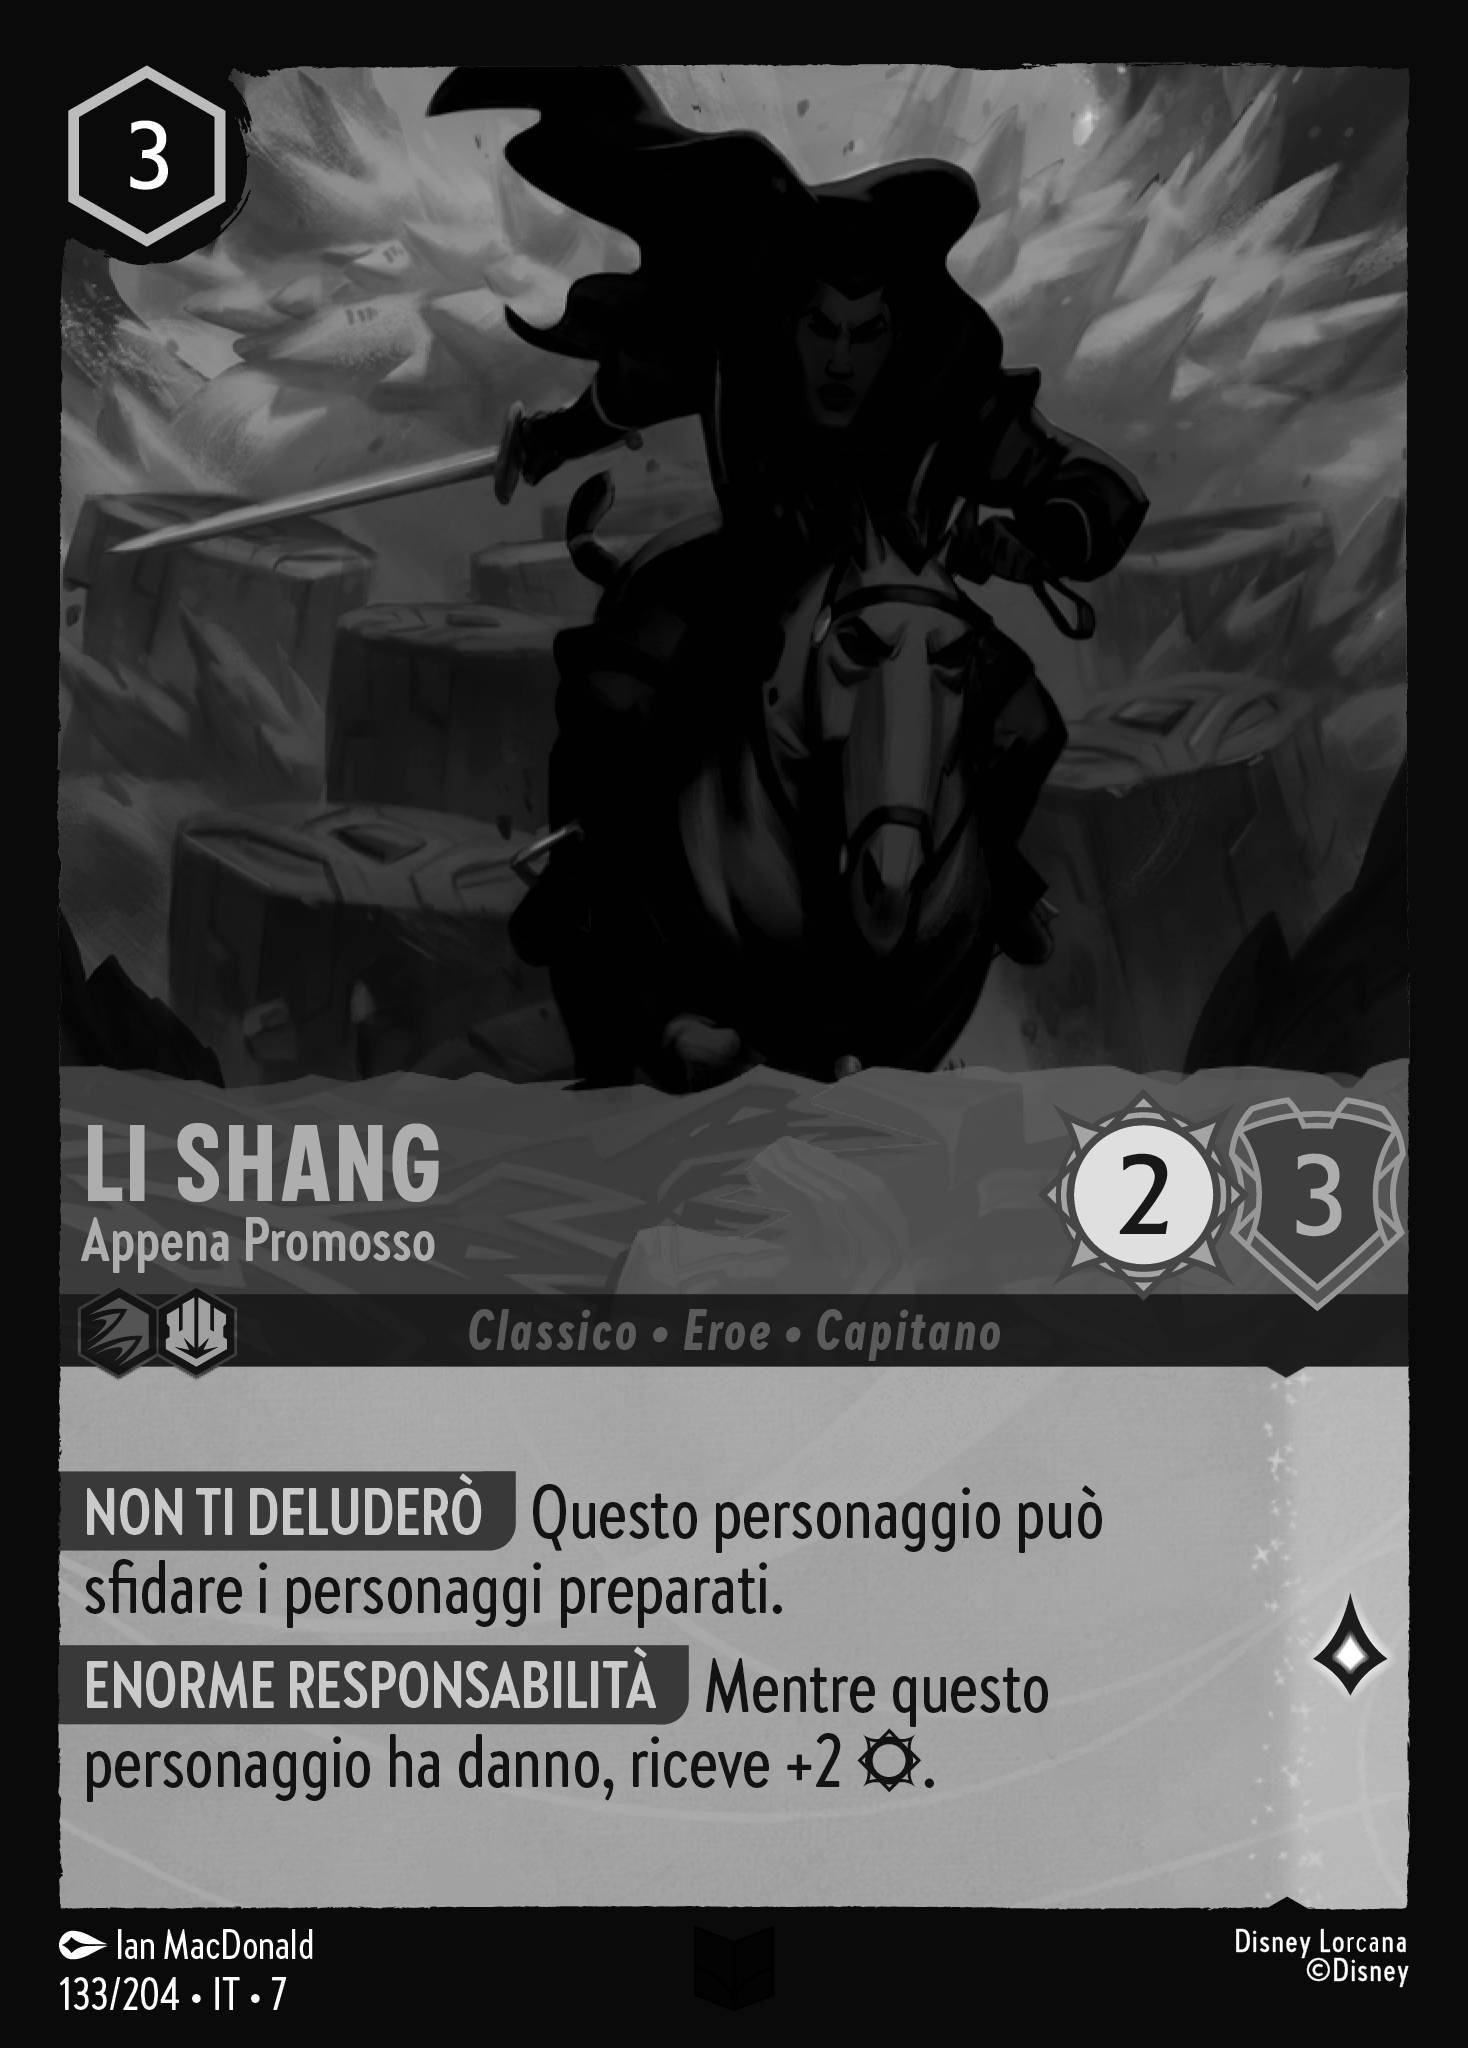 3
LI SHANG
Appena Promosso
2
3
Classico • Eroe • Capitano
NON TI DELUDERÒ Questo personaggio può
sfidare i personaggi preparati.
ENORME RESPONSABILITÀ Mentre questo
personaggio ha danno, riceve +2 .
Ian MacDonald
133/204 • IT • 7
Disney Lorcana
©Disney